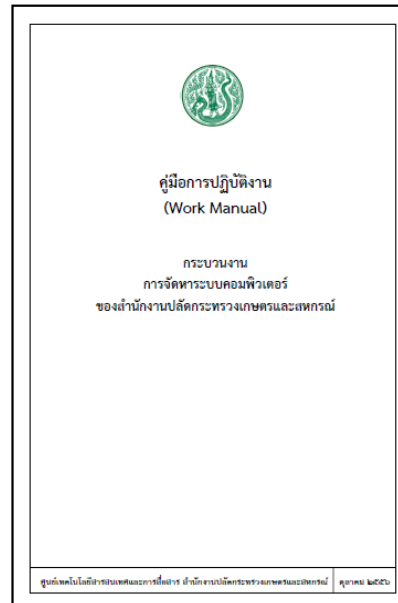 คู่มือการปฏิบัติงาน
(Work Manual)
กระบวนงาน
การจัดหาระบบคอมพิวเตอร์
ของสำนักงานปลัดกระทรวงเกษตรและสหกรณ์
ศูนย์เทคโนโลยีสารสนเทศและการสื่อสาร สำนักงานปลัดกระทรวงเกษตรและสหกรณ์ ตุลาคม ๒๕๕๖